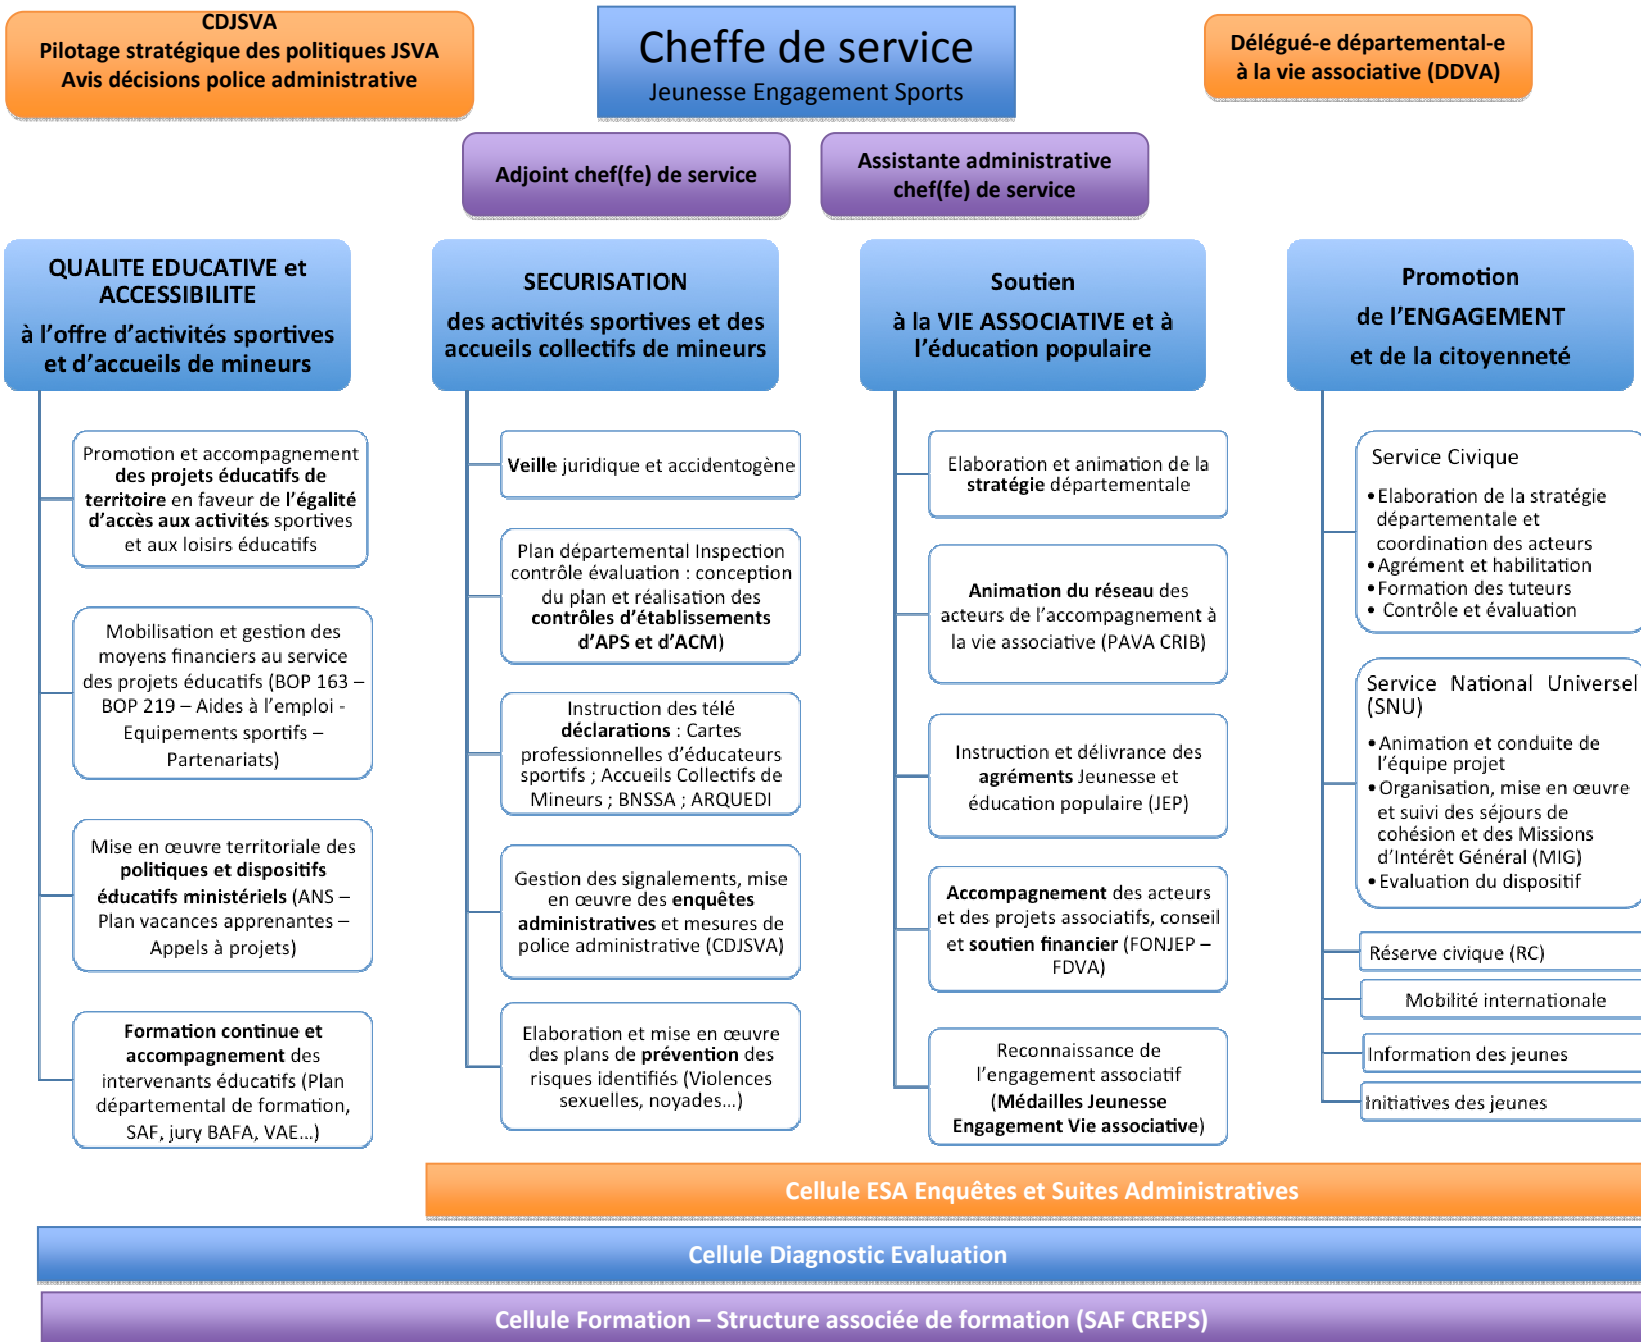 CDJSVA
Pilotage stratégique des politiques JSVA
Avis décisions police administrative
Cheffe de service
Jeunesse Engagement Sports
Délégué-e départemental-e
à la vie associative (DDVA)
Adjoint chef(fe) de service
Assistante administrative
chef(fe) de service
QUALITE EDUCATIVE et
ACCESSIBILITE
à l'offre d'activités sportives
et d'accueils de mineurs
Promotion et accompagnement
des projets éducatifs de
territoire en faveur de l'égalité
d'accès aux activités sportives
et aux loisirs éducatifs
Mobilisation et gestion des
moyens financiers au service
des projets éducatifs (BOP 163 –
BOP 219 – Aides à l'emploi -
Equipements sportifs –
Partenariats)
Mise en œuvre territoriale des
politiques et dispositifs
éducatifs ministériels (ANS –
Plan vacances apprenantes –
Appels à projets)
Formation continue et
accompagnement des
intervenants éducatifs (Plan
départemental de formation,
SAF, jury BAFA, VAE...)
SECURISATION
des activités sportives et des
accueils collectifs de mineurs
Veille juridique et accidentogène
Plan départemental Inspection
contrôle évaluation : conception
du plan et réalisation des
contrôles d'établissements
d'APS et d'ACM)
Instruction des télé
déclarations : Cartes
professionnelles d'éducateurs
sportifs ; Accueils Collectifs de
Mineurs ; BNSSA ; ARQUEDI
Gestion des signalements, mise
en œuvre des enquêtes
administratives et mesures de
police administrative (CDJSVA)
Elaboration et mise en œuvre
des plans de prévention des
risques identifiés (Violences
sexuelles, noyades...)
Soutien
à la VIE ASSOCIATIVE et à
l'éducation populaire
Elaboration et animation de la
stratégie départementale
Animation du réseau des
acteurs de l'accompagnement à
la vie associative (PAVA CRIB)
Instruction et délivrance des
agréments Jeunesse et
éducation populaire (JEP)
Accompagnement des acteurs
et des projets associatifs, conseil
et soutien financier (FONJEP –
FDVA)
Reconnaissance de
l'engagement associatif
(Médailles Jeunesse
Engagement Vie associative)
Promotion
de l'ENGAGEMENT
et de la citoyenneté
Service Civique
• Elaboration de la stratégie
départementale et
coordination des acteurs
• Agrément et habilitation
• Formation des tuteurs
• Contrôle et évaluation
Service National Universel
(SNU)
• Animation et conduite de
l'équipe projet
• Organisation, mise en œuvre
et suivi des séjours de
cohésion et des Missions
d'Intérêt Général (MIG)
• Evaluation du dispositif
Réserve civique (RC)
Mobilité internationale
Information des jeunes
Initiatives des jeunes
Cellule ESA Enquêtes et Suites Administratives
Cellule Diagnostic Evaluation
Cellule Formation – Structure associée de formation (SAF CREPS)